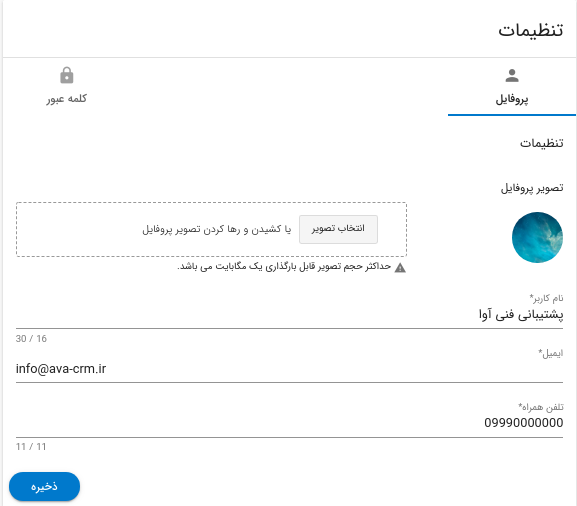 تنظیمات
پروفایل
کلمه عبور
تنظیمات
تصویر پروفایل
انتخاب تصویر یا کشیدن و رها کردن تصویر پروفایل
حداکثر حجم تصویر قابل بارگذاری یک مگابایت می باشد.
نام کاربر*
پشتیبانی فنی آوا
30 / 16
ایمیل*
info@ava-crm.ir
تلفن همراه*
09990000000
11 / 11
ذخیره